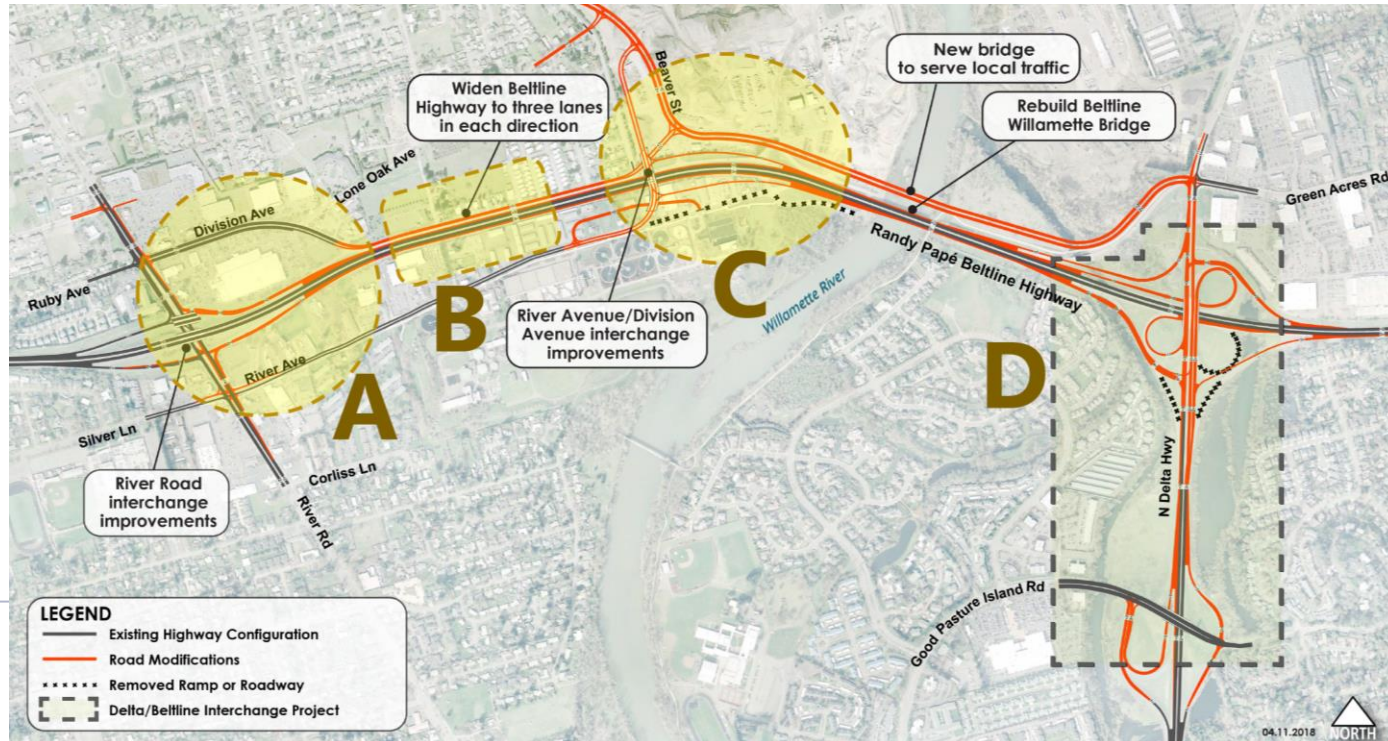 Beaver St
New bridge
to serve local traffic
Widen Beltline
Highway to three lanes
in each direction
Rebuild Beltline
Willamette Bridge
Lone Oak Ave
Green Acres Rd
Division Ave
Ruby Ave
Randy Papé Beltline Highway
Willamette River
C
B
River Avenue/Division
Avenue interchange
improvements
D
River Ave
A
Silver Ln
Corliss Ln
River Road
interchange
improvements
River Rd
N Delta Hwy
Good Pasture Island Rd
LEGEND
Existing Highway Configuration
Road Modifications
Removed Ramp or Roadway
Delta/Beltline Interchange Project
04.11.2018
NORTH